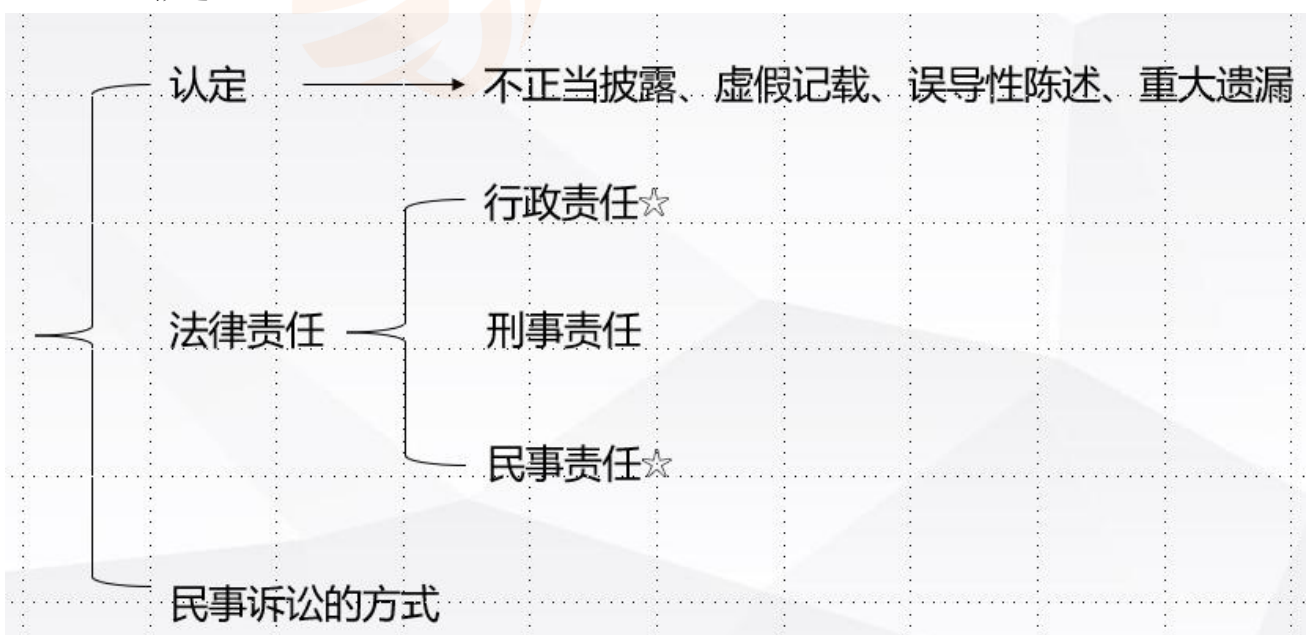 认定 不正当披露、虚假记载、误导性陈述、重大遗漏
行政责任☆
法律责任 刑事责任
民事责任☆
民事诉讼的方式